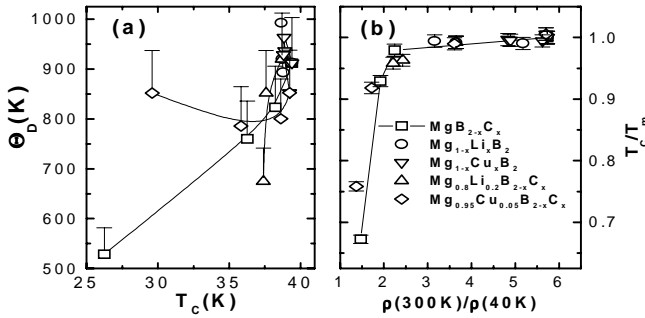 (a)
(b)
1000
900
800
700
600
500
Θ_D(K)
25 30 35 40
T_C(K)
MgB_{2-x}C_x
Mg_{1-x}Li_xB_2
Mg_{1-x}Cu_xB_2
Mg_{0.8}Li_{0.2}B_{2-x}C_x
Mg_{0.95}Cu_{0.05}B_{2-x}C_x
1.0
0.9
0.8
0.7
T_C/T_m
1 2 3 4 5 6
ρ(300K)/ρ(40K)